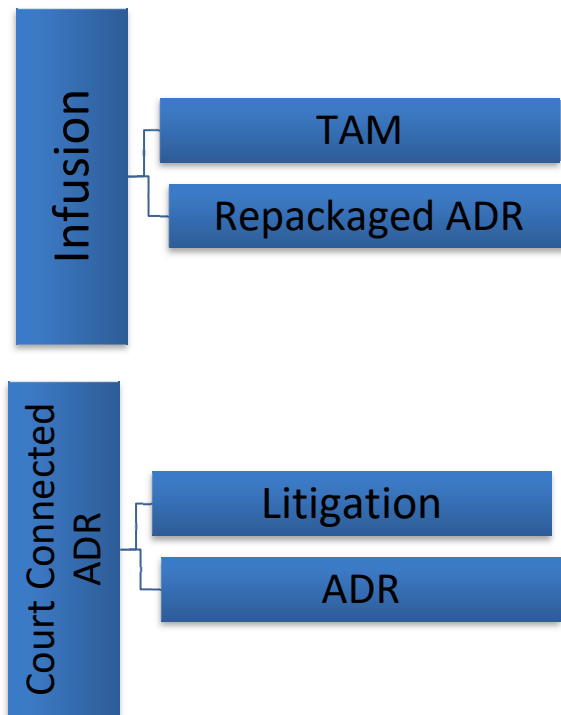 Infusion
TAM
Repackaged ADR
Court Connected
ADR
Litigation
ADR